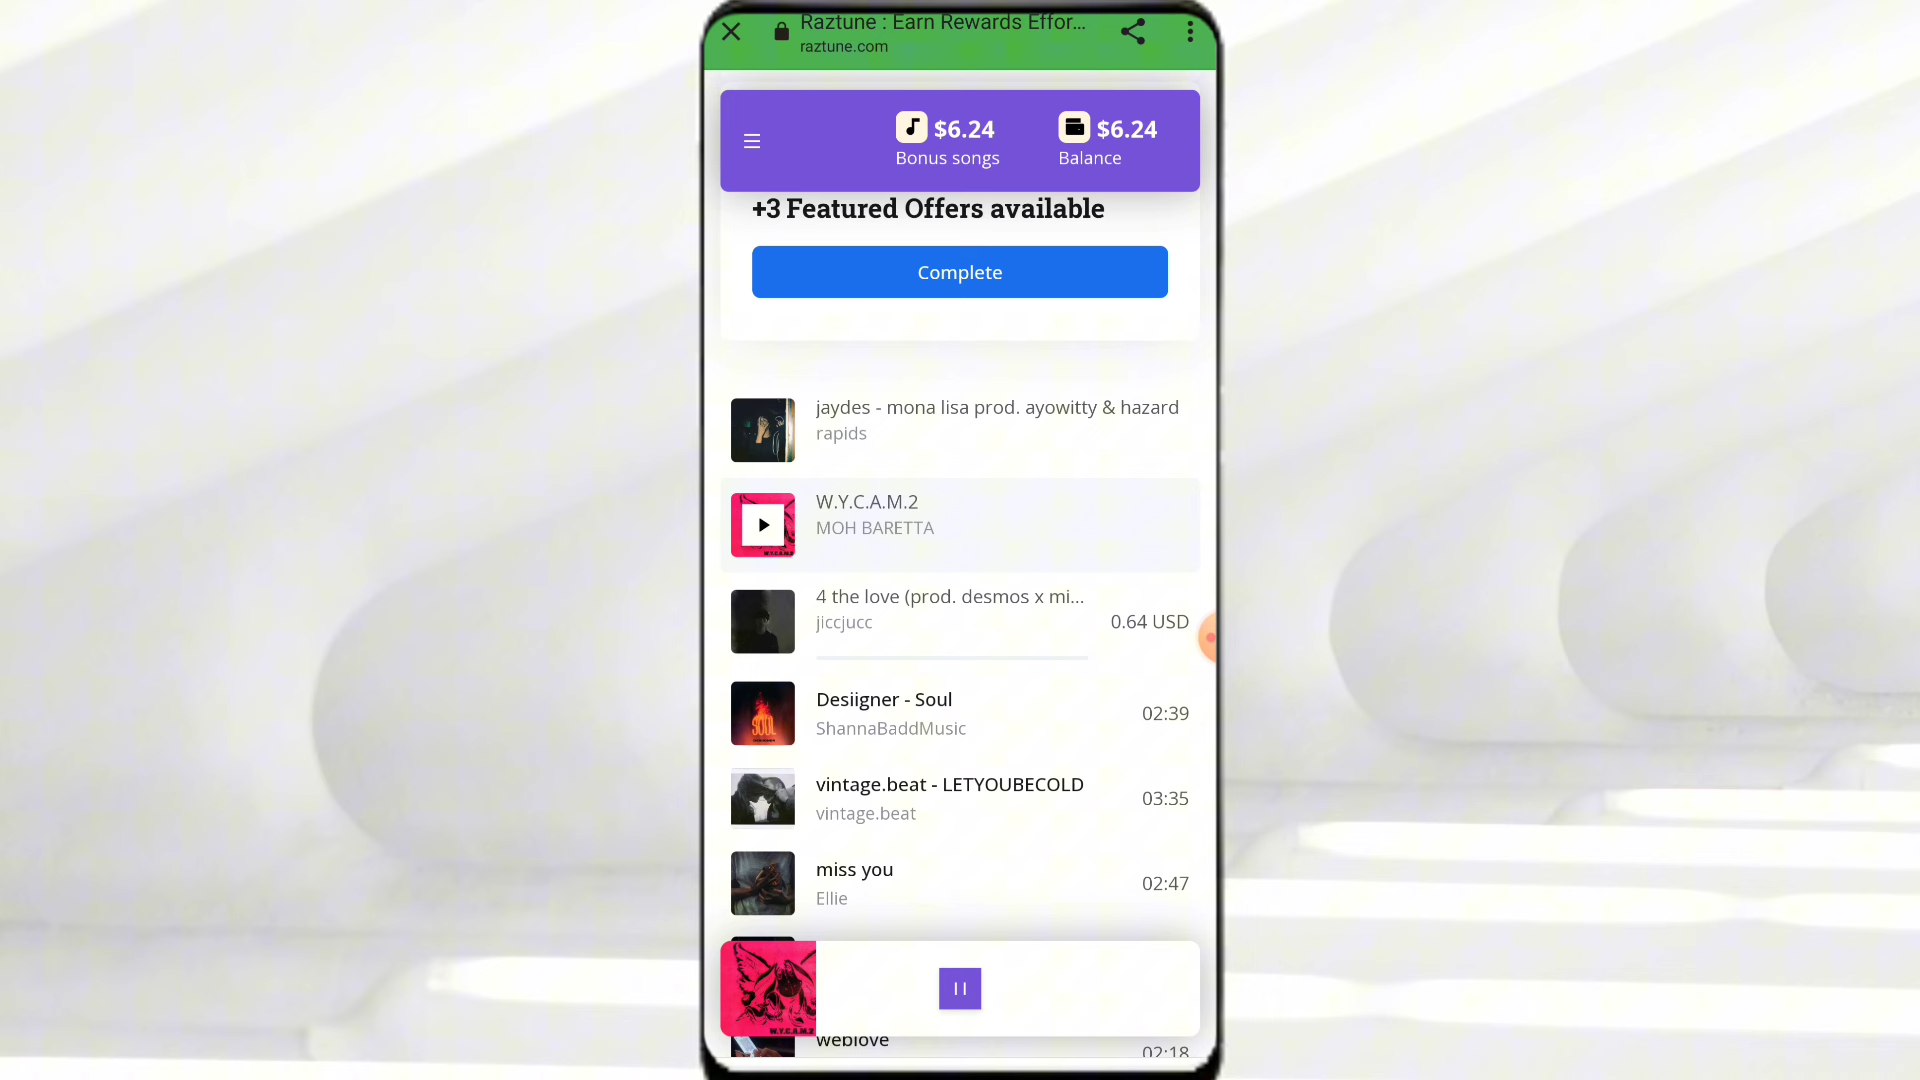 Raztune : Earn Rewards Effor...
raztune.com
$6.24
Bonus songs
$6.24
Balance
+3 Featured Offers available
Complete
jaydes - mona lisa prod. ayowitty & hazard
rapids
W.Y.C.A.M.2
MOH BARETTA
4 the love (prod. desmos x mi...
jiccjucc
0.64 USD
Desiigner - Soul
ShannaBaddMusic
02:39
SOUL
vintage.beat - LETYOUBECOLD
vintage.beat
03:35
miss you
Ellie
02:47
W.Y.C.A.M.2
weblove
02:18